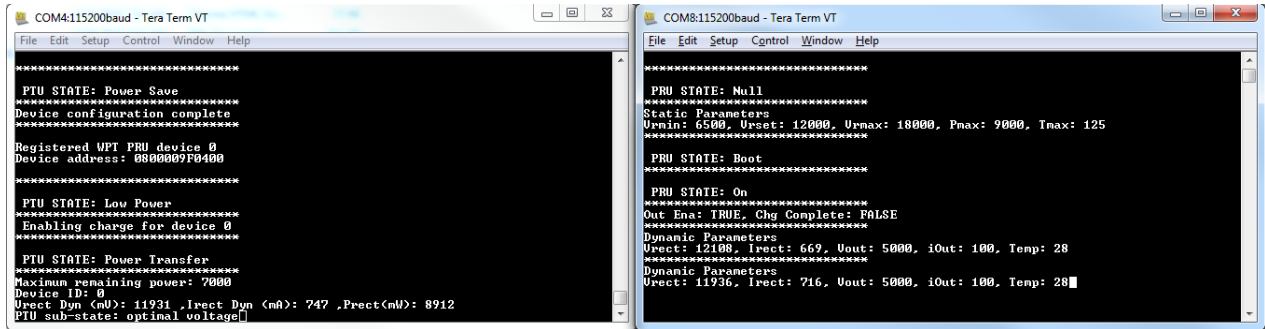 COM4:115200baud - Tera Term VT
File Edit Setup Control Window Help
********************************
PTU STATE: Power Save
********************************
Device configuration complete
********************************
Registered WPT PRU device 0
Device address: 0800009F0400
********************************
PTU STATE: Low Power
********************************
Enabling charge for device 0
********************************
PTU STATE: Power Transfer
********************************
Maximum remaining power: 7000
Device ID: 0
Vrect Dyn (mV): 11931 ,Irect Dyn (mA): 747 ,Prect(mW): 8912
PTU sub-state: optimal voltage
COM8:115200baud - Tera Term VT
File Edit Setup Control Window Help
********************************
PRU STATE: Null
********************************
Static Parameters
Vrmin: 6500, Vrset: 12000, Vrmax: 18000, Pmax: 9000, Tmax: 125
********************************
PRU STATE: Boot
********************************
PRU STATE: On
********************************
Out Ena: TRUE, Chg Complete: FALSE
********************************
Dynamic Parameters
Vrect: 12108, Irect: 669, Vout: 5000, iOut: 100, Temp: 28
********************************
Dynamic Parameters
Vrect: 11936, Irect: 716, Vout: 5000, iOut: 100, Temp: 28